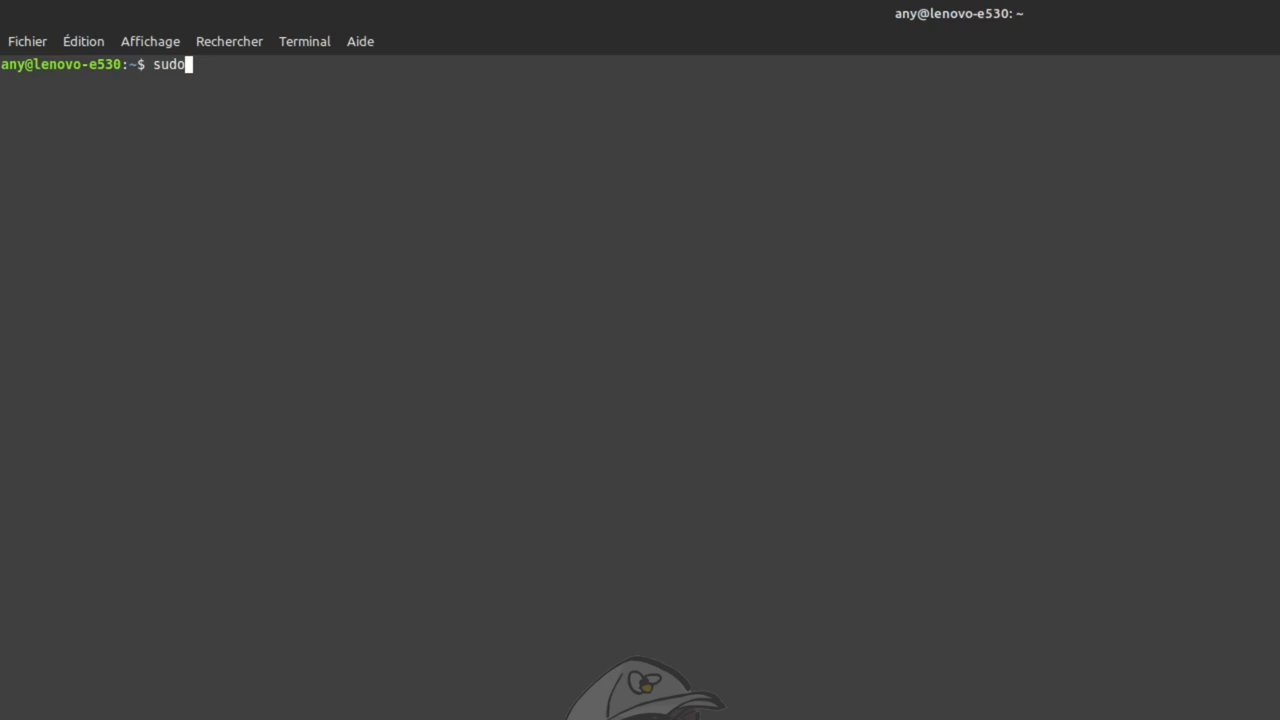 any@lenovo-e530: ~
Fichier Édition Affichage Rechercher Terminal Aide
any@lenovo-e530:~$ sudo